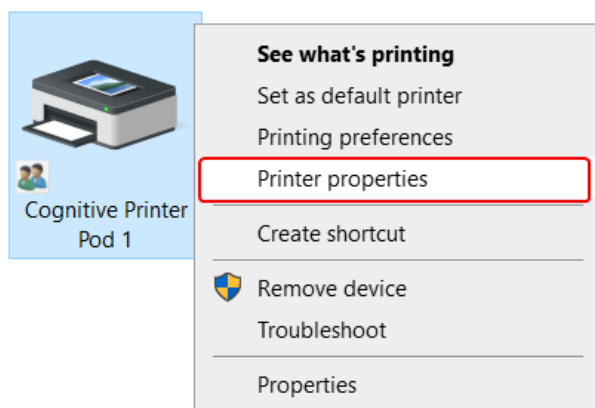 Cognitive Printer
Pod 1
See what's printing
Set as default printer
Printing preferences
Printer properties
Create shortcut
Remove device
Troubleshoot
Properties